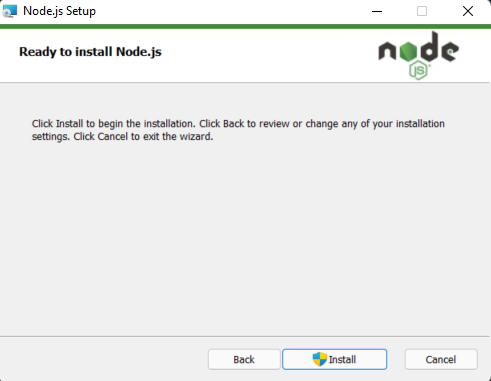 Node.js Setup
Ready to install Node.js
node
JS
Click Install to begin the installation. Click Back to review or change any of your installation
settings. Click Cancel to exit the wizard.
Back
Install
Cancel